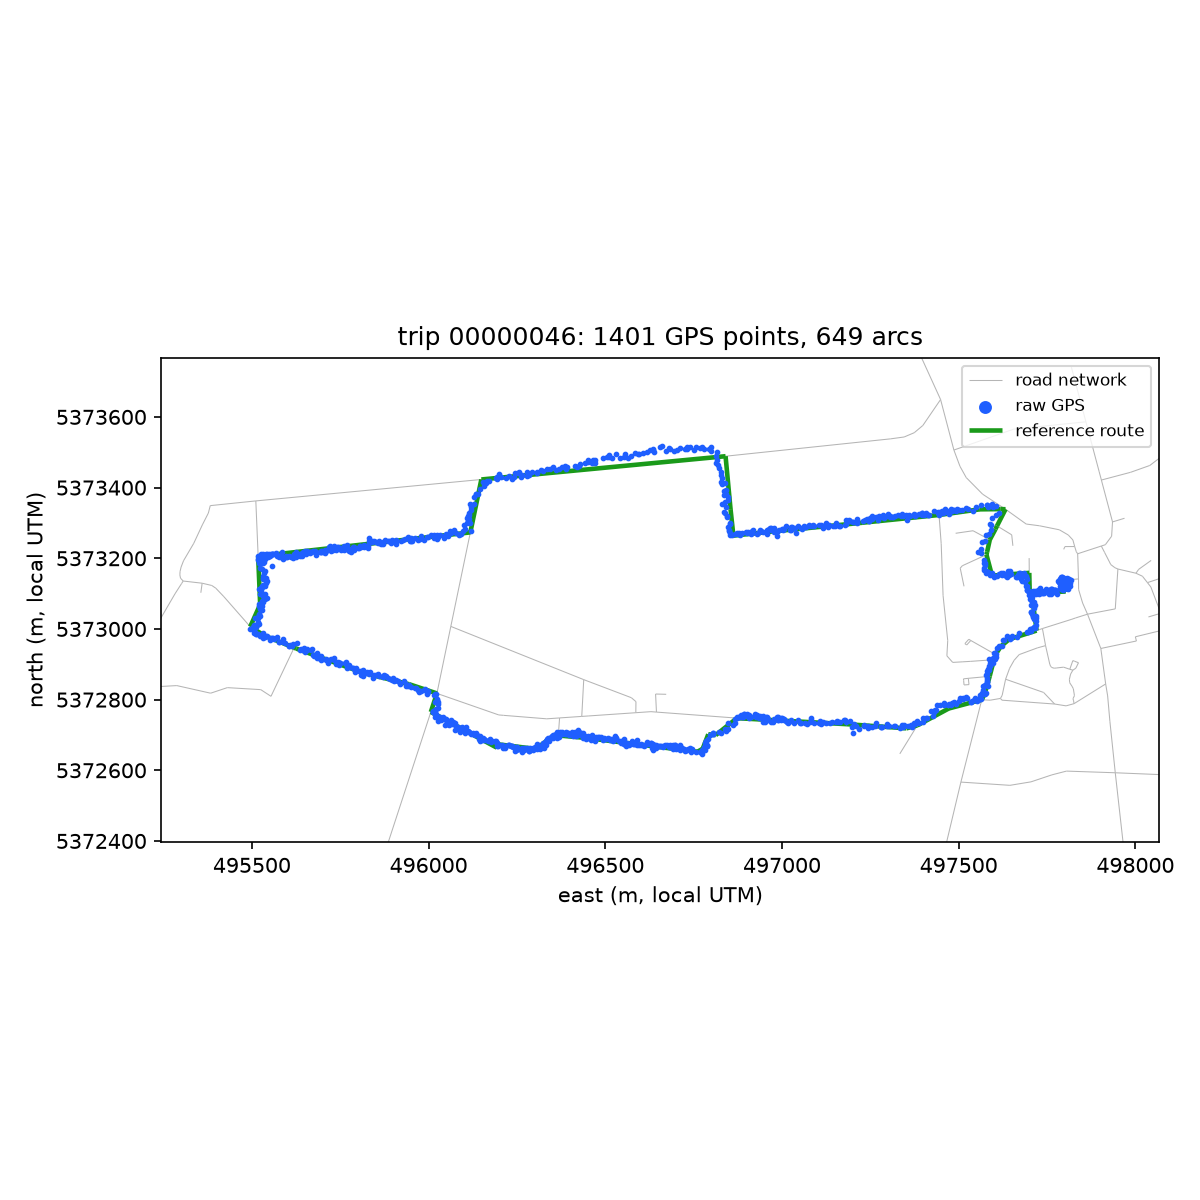 trip 00000046: 1401 GPS points, 649 arcs
road network
raw GPS
reference route
5373600
5373400
5373200
5373000
5372800
5372600
5372400
north (m, local UTM)
495500 496000 496500 497000 497500 498000
east (m, local UTM)